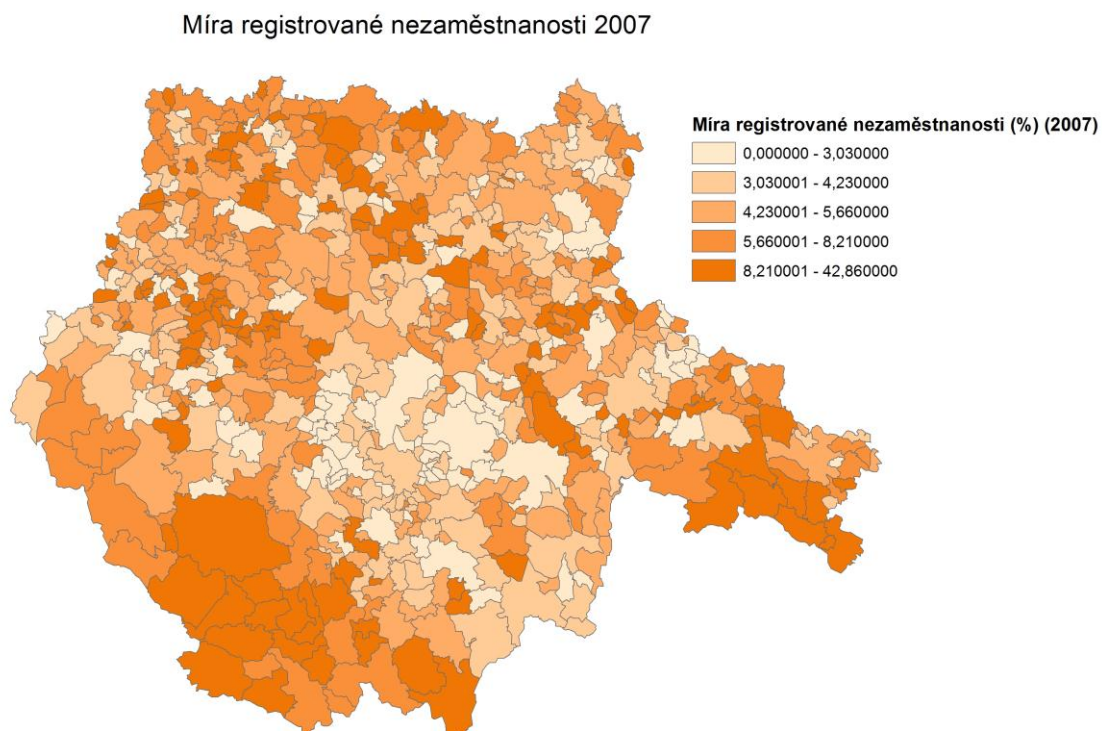 Míra registrované nezaměstnanosti 2007
Míra registrované nezaměstnanosti (%) (2007)
0,000000 - 3,030000
3,030001 - 4,230000
4,230001 - 5,660000
5,660001 - 8,210000
8,210001 - 42,860000